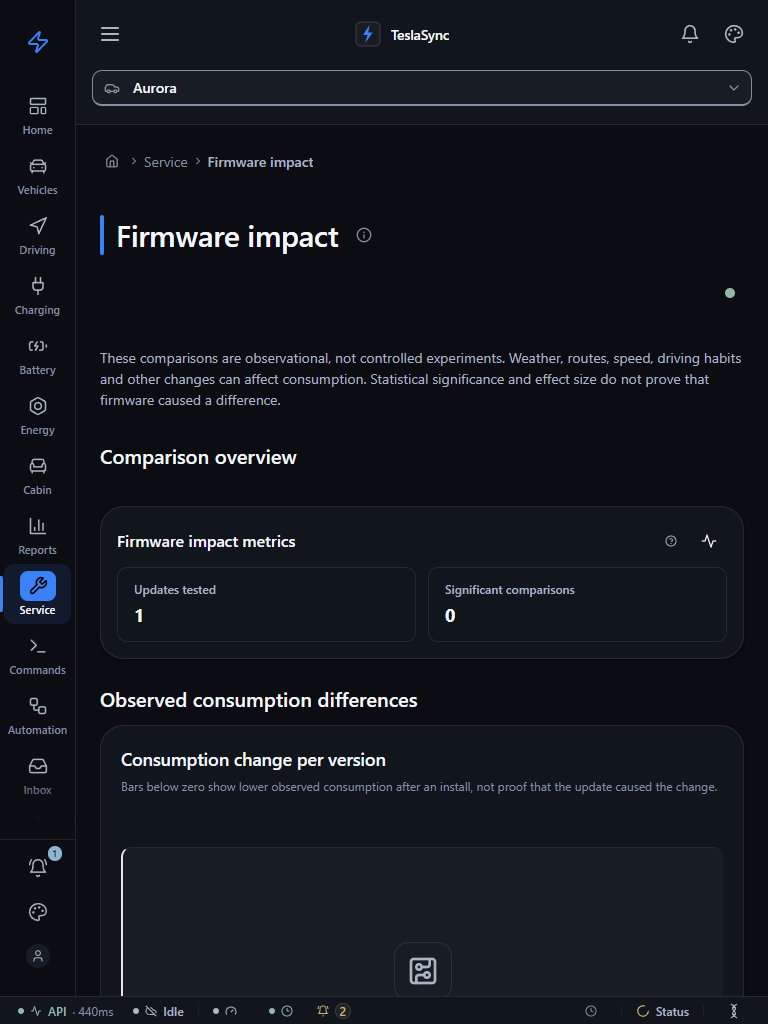 TeslaSync
Aurora
Home
Vehicles
Driving
Charging
Battery
Energy
Cabin
Reports
Service
Commands
Automation
Inbox
1
Service
Firmware impact
Firmware impact
These comparisons are observational, not controlled experiments. Weather, routes, speed, driving habits
and other changes can affect consumption. Statistical significance and effect size do not prove that
firmware caused a difference.
Comparison overview
Firmware impact metrics
Updates tested
1
Significant comparisons
0
Observed consumption differences
Consumption change per version
Bars below zero show lower observed consumption after an install, not proof that the update caused the change.
API · 440ms
Idle
2
Status